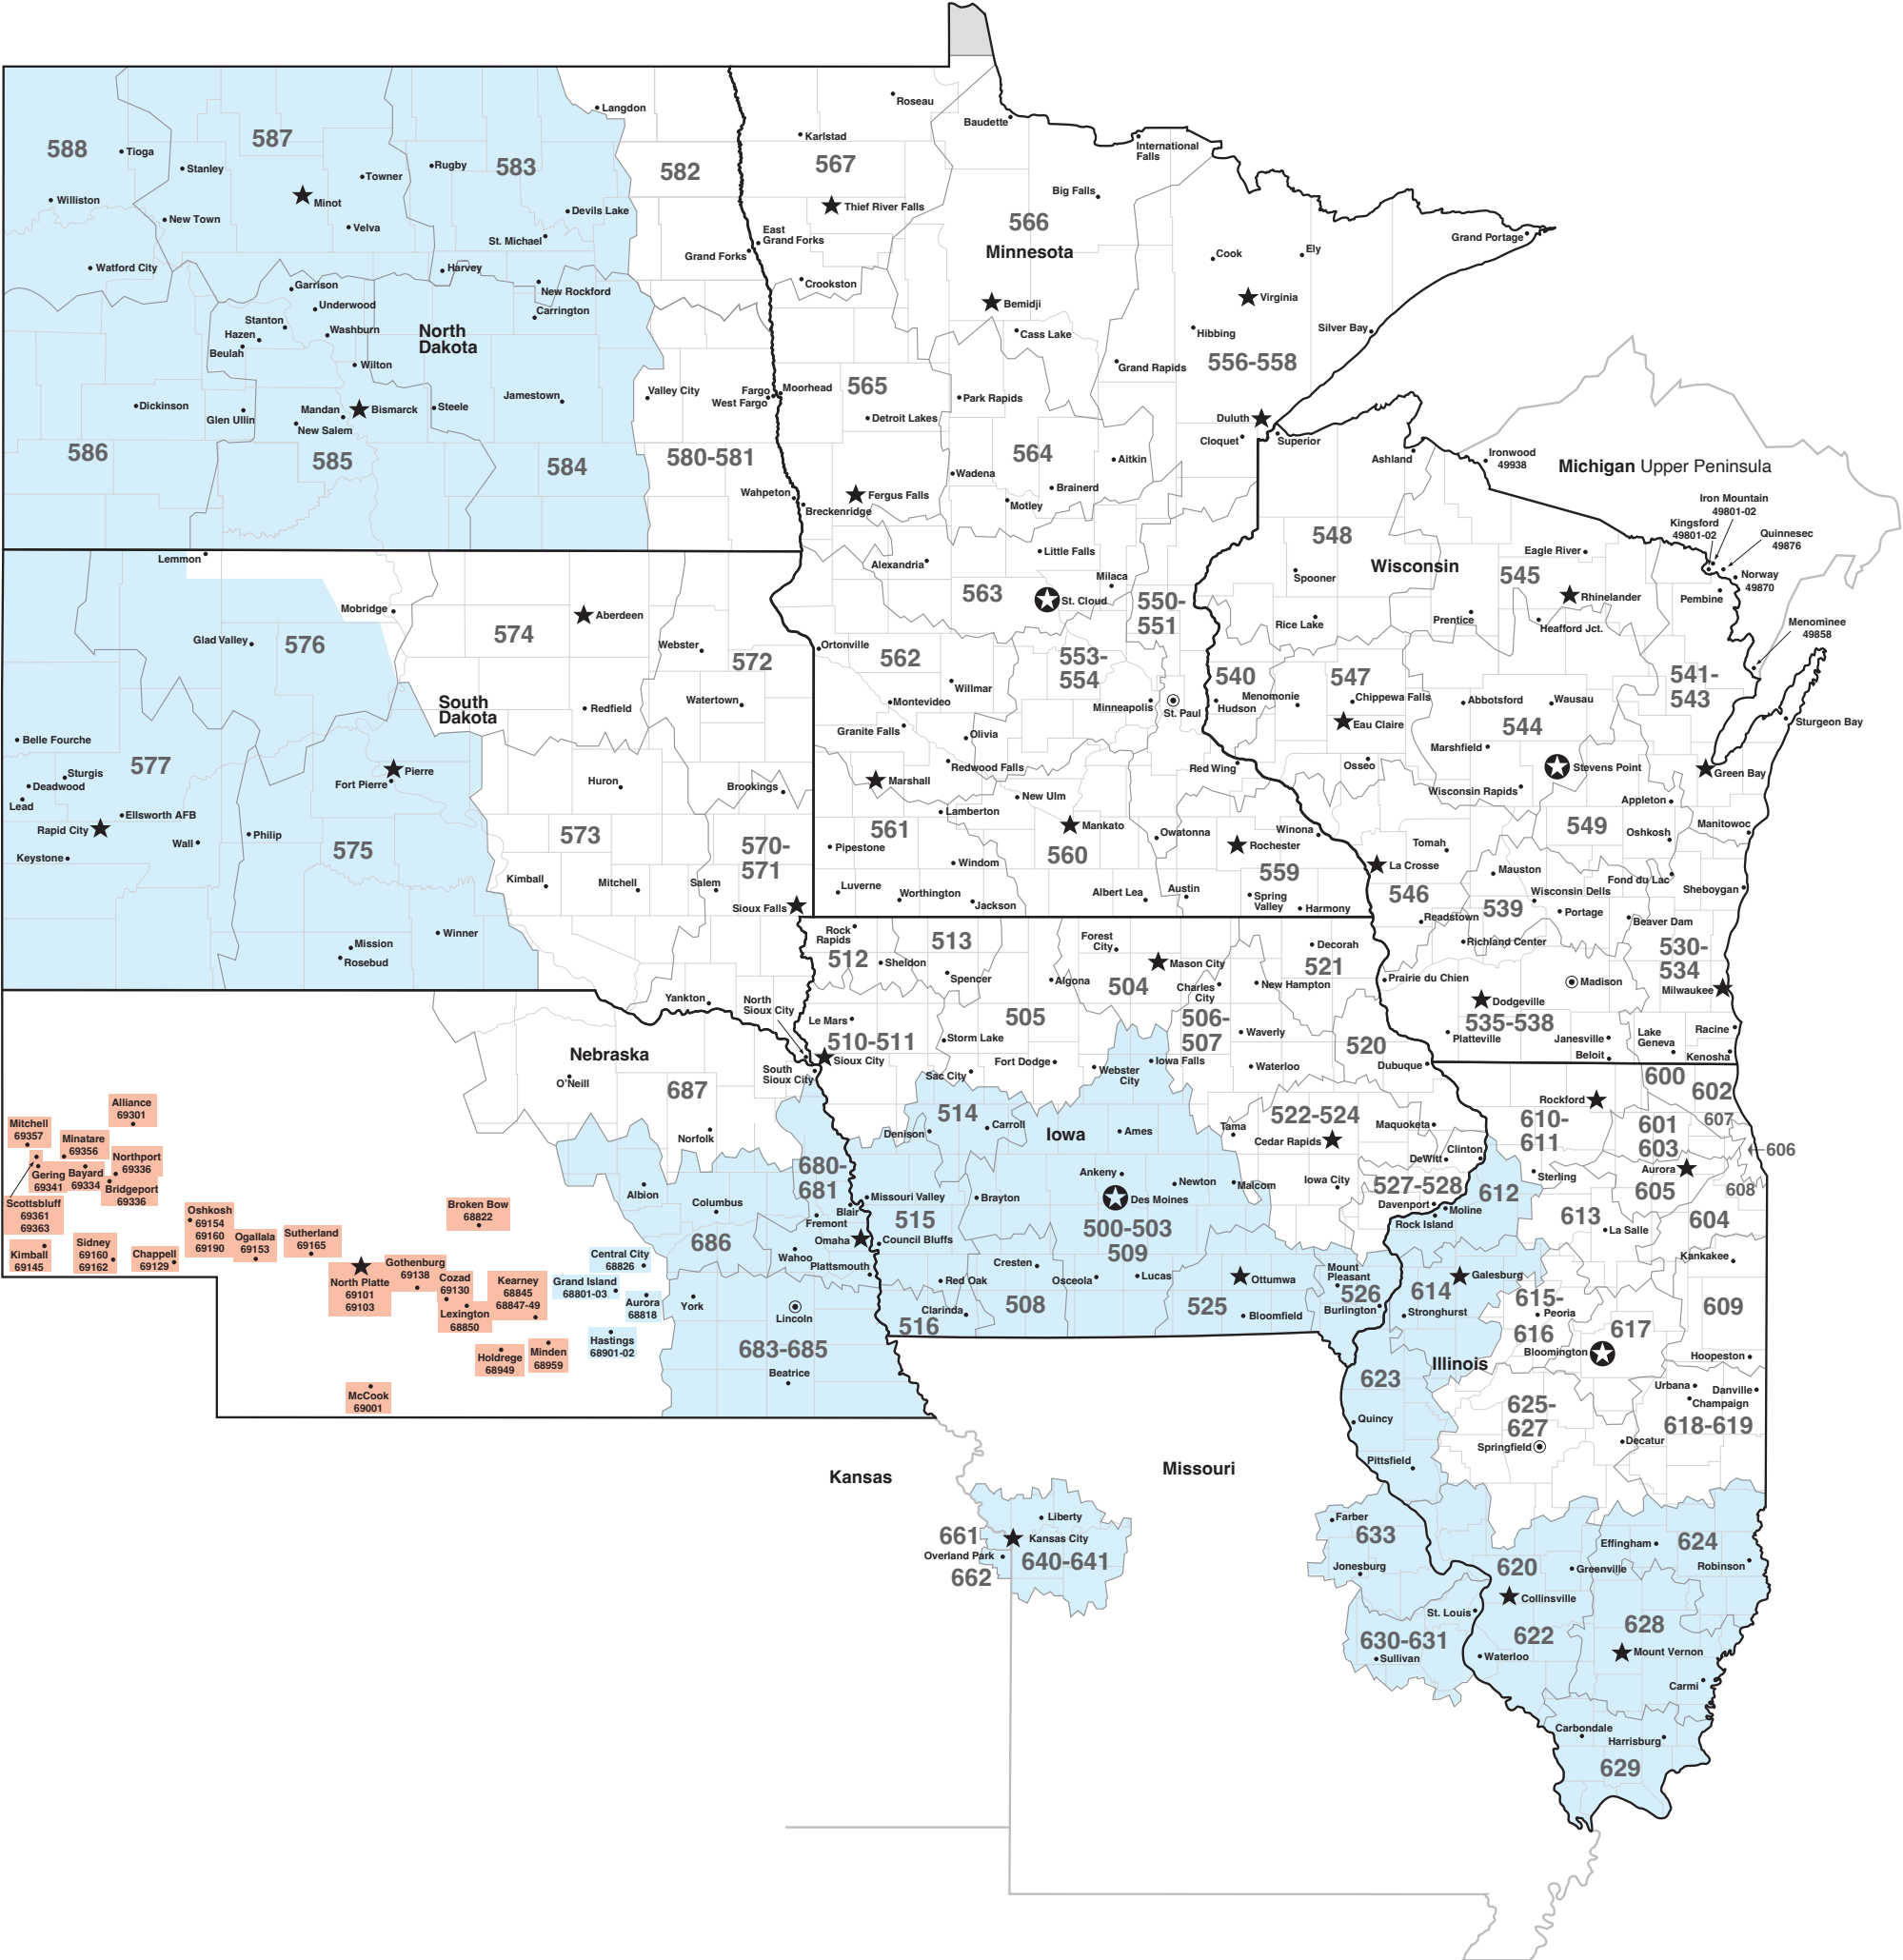 Langdon
Roseau
Baudette
Karlstad
International
Falls
588
Tioga
587
Stanley
Towner
Rugby
583
582
567
Big Falls
Williston
Minot
New Town
Velva
Devils Lake
St. Michael
Thief River Falls
566
Minnesota
East
Grand Forks
Grand Forks
Grand Portage
Cook
Ely
Watford City
Harvey
Garrison
New Rockford
Crookston
Underwood
Carrington
Bemidji
Virginia
Stanton
Washburn
Hazen
Beulah
North
Dakota
Cass Lake
Hibbing
Silver Bay
Wilton
Grand Rapids
556-558
Dickinson
Glen Ullin
Mandan
Bismarck
New Salem
Steele
Jamestown
Valley City
Fargo
West Fargo
Moorhead
565
Detroit Lakes
Park Rapids
Duluth
Cloquet
Superior
586
585
584
580-581
564
Aitkin
Wadena
Brainerd
Motley
Wahpeton
Breckenridge
Fergus Falls
Ashland
Ironwood
49938
Michigan Upper Peninsula
Iron Mountain
49801-02
Kingsford
49801-02
Quinnesec
49876
Norway
49870
Pembine
Menominee
49858
548
Wisconsin
Eagle River
545
Rhinelander
Spooner
Rice Lake
Prentice
Heafford Jct.
Lemmon
Mobridge
Aberdeen
Glad Valley
576
574
Webster
572
Alexandria
Little Falls
563
Milaca
St. Cloud
550-
551
Ortonville
562
553-
554
Willmar
Montevideo
Minneapolis
St. Paul
540
Hudson
Menomonie
547
Chippewa Falls
Eau Claire
Abbotsford
Wausau
544
541-
543
Sturgeon Bay
South
Dakota
Redfield
Watertown
Granite Falls
Olivia
Marshfield
Stevens Point
Green Bay
Belle Fourche
577
Sturgis
Deadwood
Lead
Ellsworth AFB
Rapid City
Wall
Keystone
Philip
575
Pierre
Fort Pierre
Huron
Brookings
Marshall
Redwood Falls
New Ulm
Red Wing
Osseo
Wisconsin Rapids
Appleton
573
570-
571
561
Lamberton
Mankato
560
Owatonna
Rochester
Winona
559
La Crosse
Tomah
549
Oshkosh
Manitowoc
Pipestone
Windom
Kimball
Mitchell
Salem
Sioux Falls
Luverne
Worthington
Jackson
Albert Lea
Austin
Spring
Valley
Harmony
546
Readstown
Mauston
Wisconsin Dells
539
Portage
Fond du Lac
Sheboygan
Beaver Dam
Richland Center
530-
534
Milwaukee
Winner
Mission
Rosebud
Rock
Rapids
512
Sheldon
513
Spencer
Forest
City
Mason City
Algona
504
Charles
City
New Hampton
Decorah
521
Prairie du Chien
Madison
Dodgeville
535-538
Platteville
Janesville
Beloit
Lake
Geneva
Racine
Kenosha
Yankton
North
Sioux City
Le Mars
510-511
Sioux City
South
Sioux City
Storm Lake
505
Fort Dodge
Sac City
Webster
City
506-
507
Iowa Falls
Waverly
Waterloo
520
Dubuque
Nebraska
O'Neill
687
Norfolk
514
Denison
Carroll
Iowa
Ames
522-524
Tama
Cedar Rapids
Maquoketa
DeWitt
Clinton
Rockford
610-
611
600
602
601
603
607
606
Aurora
605
608
Sterling
612
613
La Salle
604
Kankakee
Alliance
69301
Mitchell
69357
Minatare
69356
Northport
69336
Gering
69341
Bayard
69334
Bridgeport
69336
Scottsbluff
69361
69363
Kimball
69145
Sidney
69160
69162
Chappell
69129
Oshkosh
69154
69160
69190
Ogallala
69153
Sutherland
69165
North Platte
69101
69103
Gothenburg
69138
Cozad
69130
Lexington
68850
Broken Bow
68822
Kearney
68845
68847-49
Holdrege
68949
Minden
68959
McCook
69001
Central City
68826
Grand Island
68801-03
Aurora
68818
Hastings
68901-02
Albion
Columbus
686
680-
681
Blair
Fremont
Omaha
Wahoo
Plattsmouth
York
Lincoln
683-685
Beatrice
Missouri Valley
515
Council Bluffs
Brayton
Ankeny
Newton
Malcom
Des Moines
500-503
509
Iowa City
527-528
Davenport
Moline
Rock Island
Red Oak
Cresten
Osceola
Lucas
Ottumwa
Mount
Pleasant
526
Burlington
Clarinda
516
508
525
Bloomfield
614
Galesburg
Stronghurst
615-
Peoria
616
617
Bloomington
609
Hoopeston
Illinois
623
Quincy
Pittsfield
625-
627
Springfield
Decatur
Urbana
Danville
Champaign
618-619
Kansas
Missouri
Liberty
661
Kansas City
Overland Park
640-641
662
Farber
633
Jonesburg
St. Louis
630-631
Sullivan
620
Greenville
Collinsville
622
Waterloo
Effingham
624
Robinson
628
Mount Vernon
Carmi
Carbondale
Harrisburg
629